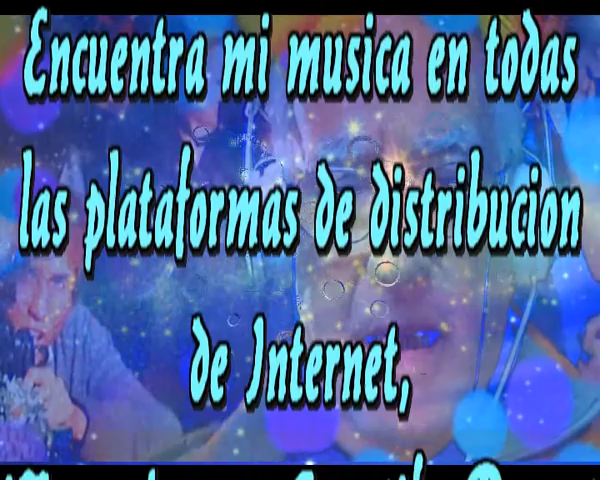 Encuentra mi musica en todas
las plataformas de distribucion
de Internet,